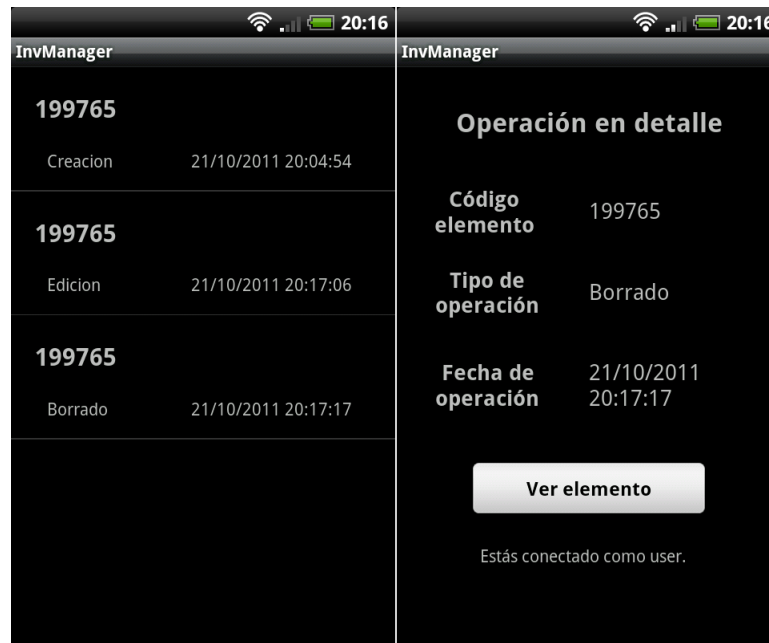 20:16
InvManager
199765
Creacion 21/10/2011 20:04:54
199765
Edicion 21/10/2011 20:17:06
199765
Borrado 21/10/2011 20:17:17
20:16
InvManager
Operación en detalle
Código
elemento
199765
Tipo de
operación
Borrado
Fecha de
operación
21/10/2011
20:17:17
Ver elemento
Estás conectado como user.